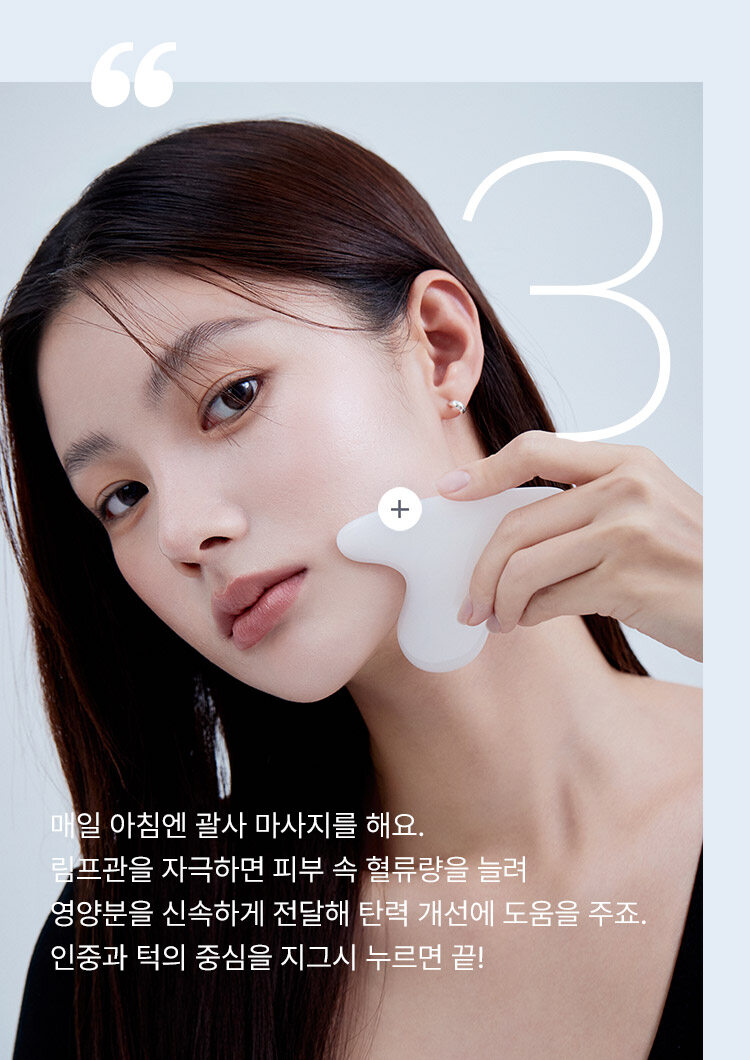 “
3
+
매일 아침엔 괄사 마사지를 해요.
림프관을 자극하면 피부 속 혈류량을 늘려
영양분을 신속하게 전달해 탄력 개선에 도움을 주죠.
인중과 턱의 중심을 지그시 누르면 끝!